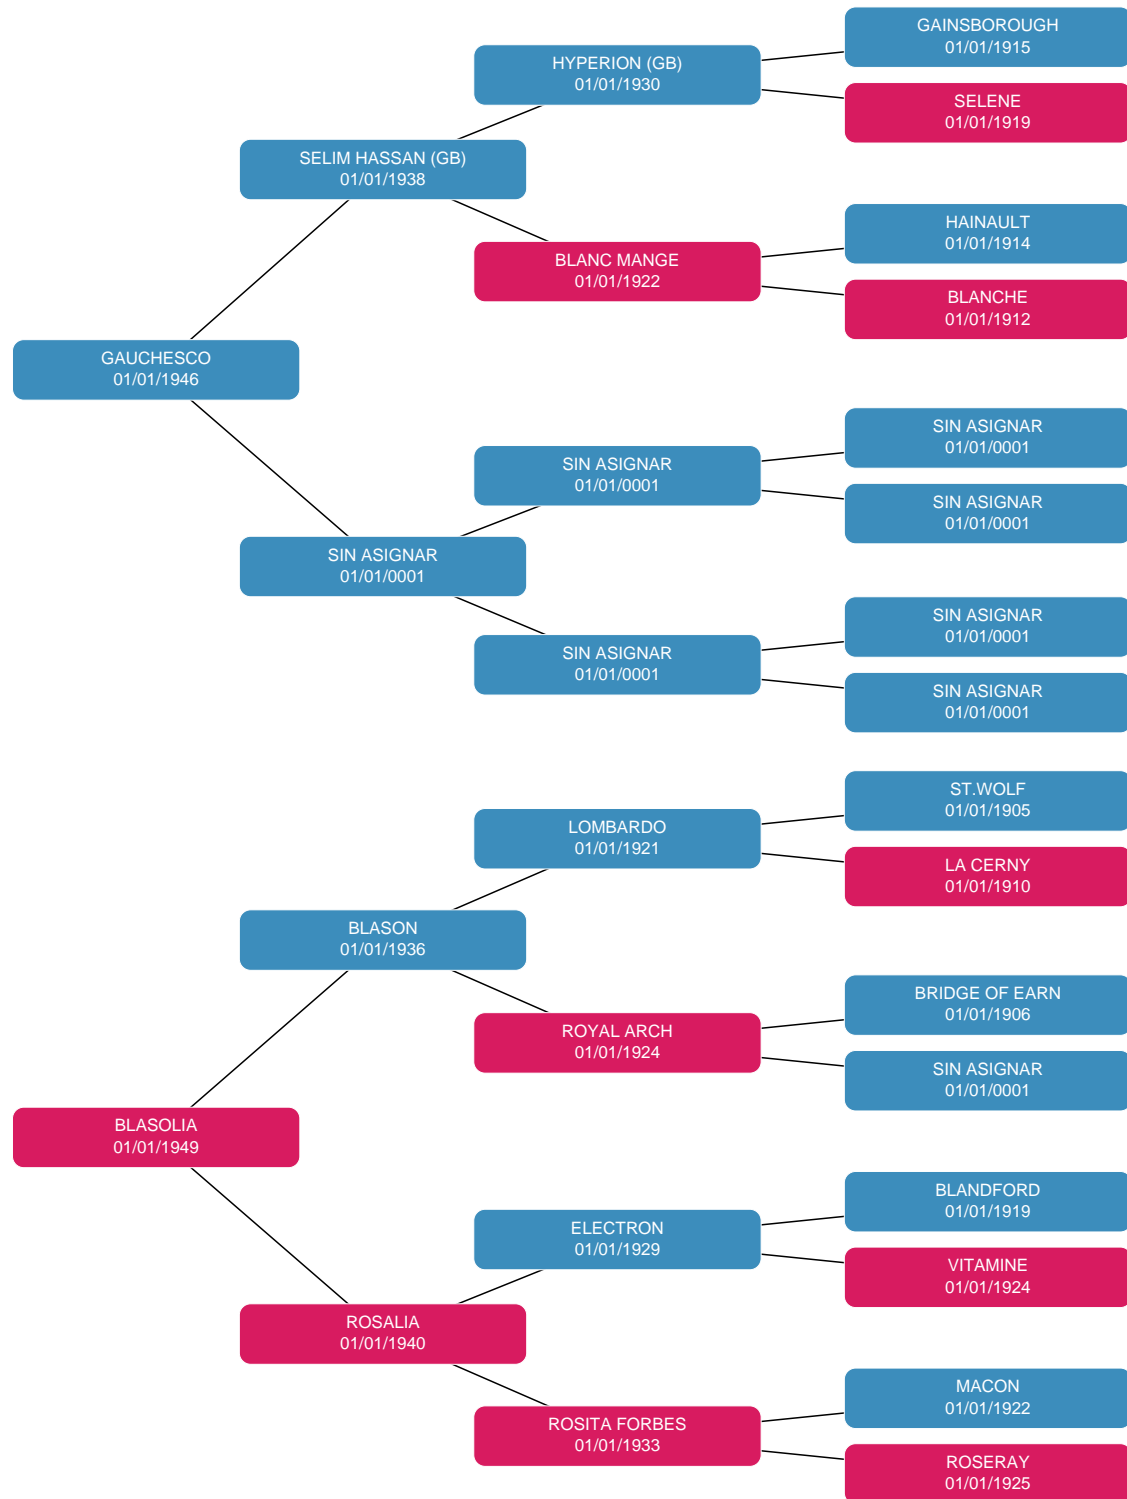 GAINSBOROUGH
01/01/1915
HYPERION (GB)
01/01/1930
SELENE
01/01/1919
SELIM HASSAN (GB)
01/01/1938
HAINAULT
01/01/1914
BLANC MANGE
01/01/1922
BLANCHE
01/01/1912
GAUCHESCO
01/01/1946
SIN ASIGNAR
01/01/0001
SIN ASIGNAR
01/01/0001
SIN ASIGNAR
01/01/0001
SIN ASIGNAR
01/01/0001
SIN ASIGNAR
01/01/0001
SIN ASIGNAR
01/01/0001
SIN ASIGNAR
01/01/0001
ST.WOLF
01/01/1905
LOMBARDO
01/01/1921
LA CERNY
01/01/1910
BLASON
01/01/1936
BRIDGE OF EARN
01/01/1906
ROYAL ARCH
01/01/1924
SIN ASIGNAR
01/01/0001
BLASOLIA
01/01/1949
BLANDFORD
01/01/1919
ELECTRON
01/01/1929
VITAMINE
01/01/1924
ROSALIA
01/01/1940
MACON
01/01/1922
ROSITA FORBES
01/01/1933
ROSERAY
01/01/1925